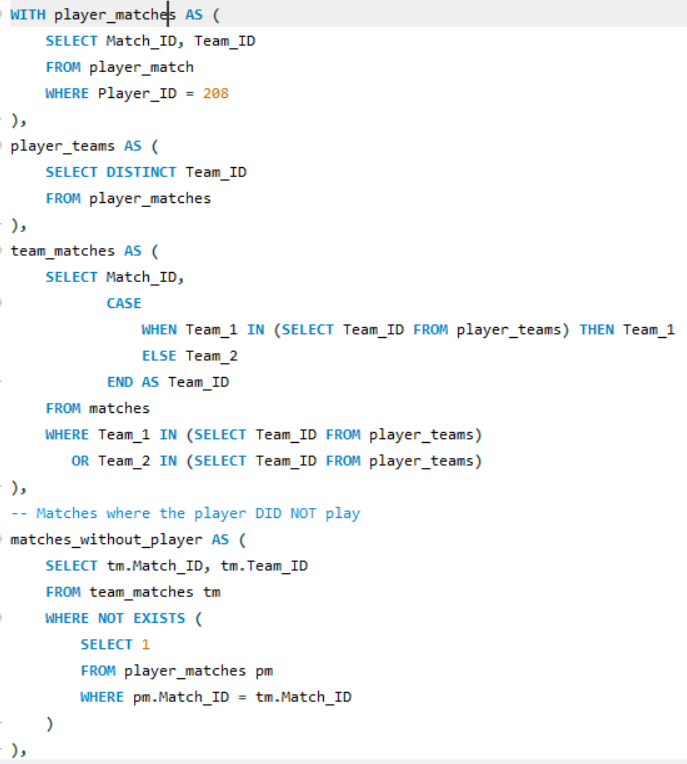 WITH player_matches AS (
    SELECT Match_ID, Team_ID
    FROM player_match
    WHERE Player_ID = 208
),
player_teams AS (
    SELECT DISTINCT Team_ID
    FROM player_matches
),
team_matches AS (
    SELECT Match_ID,
           CASE
               WHEN Team_1 IN (SELECT Team_ID FROM player_teams) THEN Team_1
               ELSE Team_2
           END AS Team_ID
    FROM matches
    WHERE Team_1 IN (SELECT Team_ID FROM player_teams)
       OR Team_2 IN (SELECT Team_ID FROM player_teams)
),
-- Matches where the player DID NOT play
matches_without_player AS (
    SELECT tm.Match_ID, tm.Team_ID
    FROM team_matches tm
    WHERE NOT EXISTS (
        SELECT 1
        FROM player_matches pm
        WHERE pm.Match_ID = tm.Match_ID
    )
),